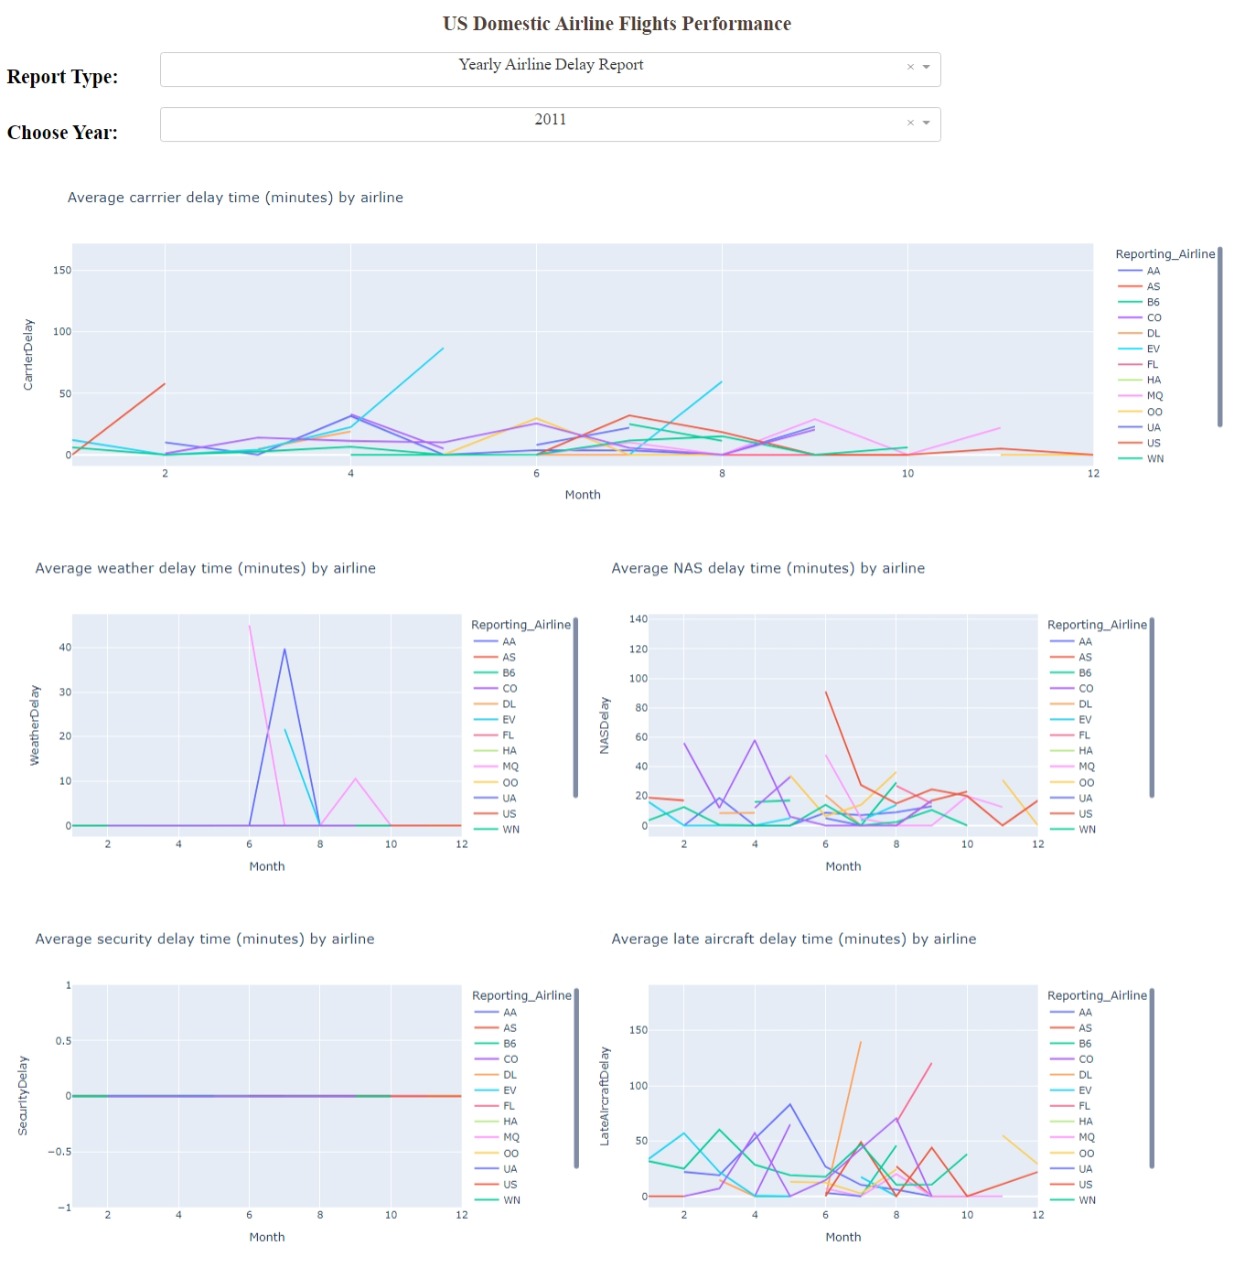 US Domestic Airline Flights Performance
Report Type:
Yearly Airline Delay Report
×
Choose Year:
2011
×
Average carrrier delay time (minutes) by airline
CarrierDelay
150
100
50
0
2 4 6 8 10 12
Month
Reporting_Airline
AA
AS
B6
CO
DL
EV
FL
HA
MQ
OO
UA
US
WN
Average weather delay time (minutes) by airline
WeatherDelay
40
30
20
10
0
2 4 6 8 10 12
Month
Reporting_Airline
AA
AS
B6
CO
DL
EV
FL
HA
MQ
OO
UA
US
WN
Average NAS delay time (minutes) by airline
NASDelay
140
120
100
80
60
40
20
0
2 4 6 8 10 12
Month
Reporting_Airline
AA
AS
B6
CO
DL
EV
FL
HA
MQ
OO
UA
US
WN
Average security delay time (minutes) by airline
SecurityDelay
1
0.5
0
−0.5
−1
2 4 6 8 10 12
Month
Reporting_Airline
AA
AS
B6
CO
DL
EV
FL
HA
MQ
OO
UA
US
WN
Average late aircraft delay time (minutes) by airline
LateAircraftDelay
150
100
50
0
2 4 6 8 10 12
Month
Reporting_Airline
AA
AS
B6
CO
DL
EV
FL
HA
MQ
OO
UA
US
WN